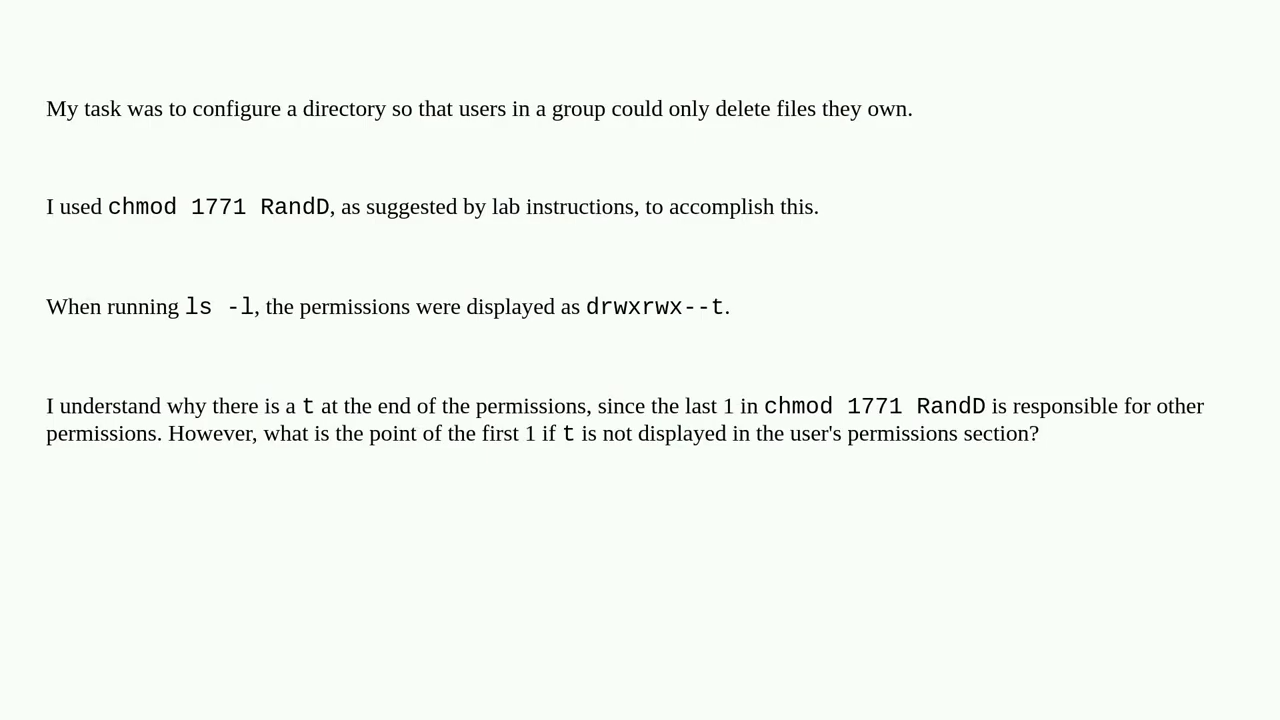 My task was to configure a directory so that users in a group could only delete files they own.
I used chmod 1771 RandD, as suggested by lab instructions, to accomplish this.
When running ls -l, the permissions were displayed as drwxrwx--t.
I understand why there is a t at the end of the permissions, since the last 1 in chmod 1771 RandD is responsible for other
permissions. However, what is the point of the first 1 if t is not displayed in the user's permissions section?